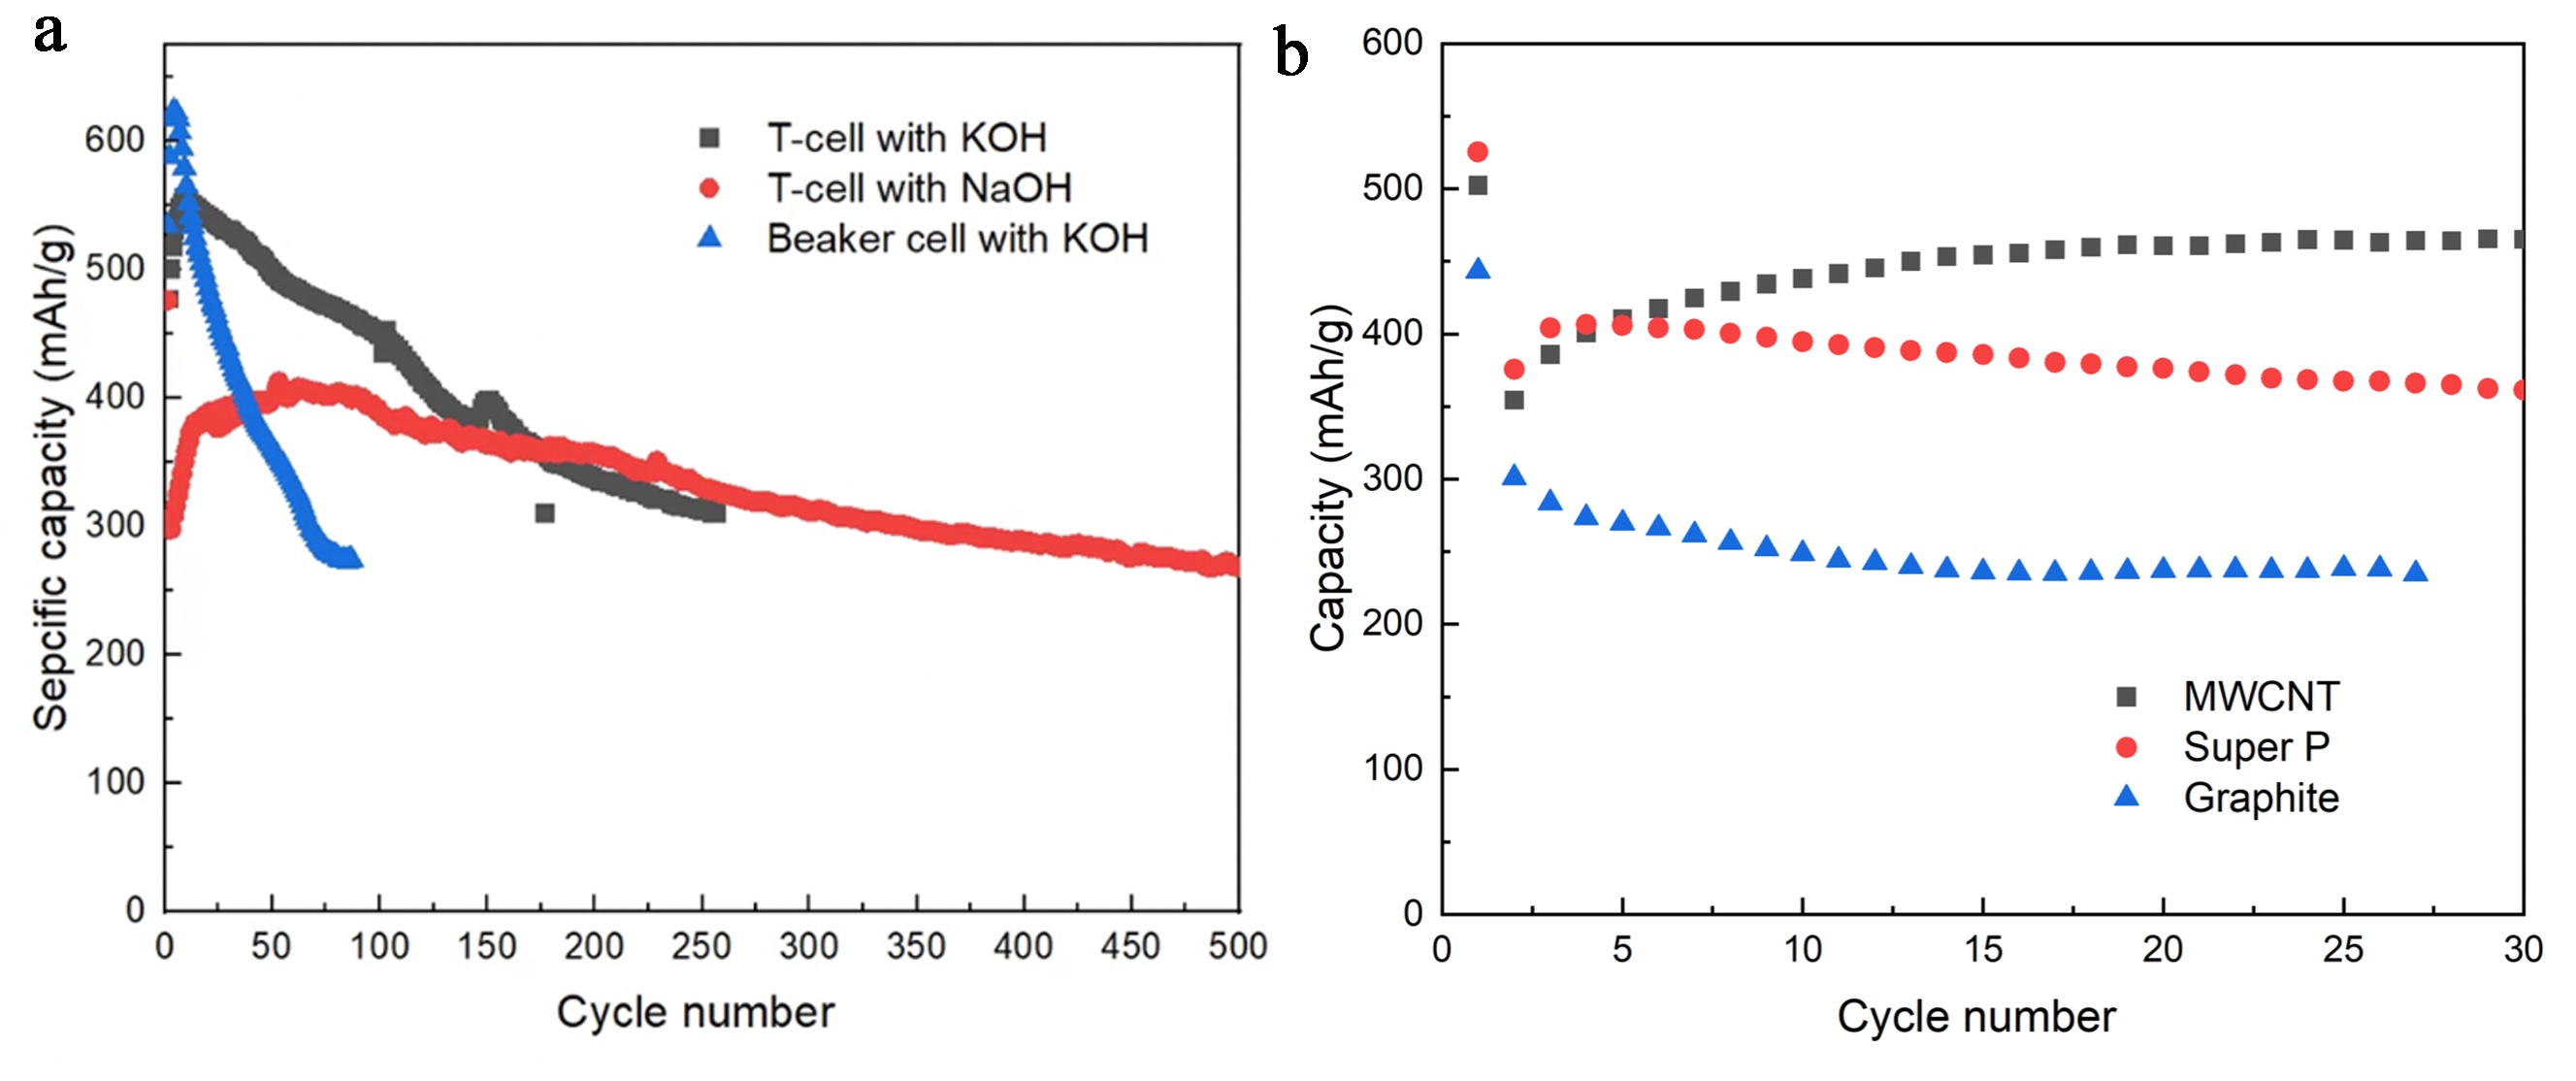 a
Sepcific capacity (mAh/g)
600
500
400
300
200
100
0
0 50 100 150 200 250 300 350 400 450 500
Cycle number
T-cell with KOH
T-cell with NaOH
Beaker cell with KOH
b
Capacity (mAh/g)
600
500
400
300
200
100
0
0 5 10 15 20 25 30
Cycle number
MWCNT
Super P
Graphite